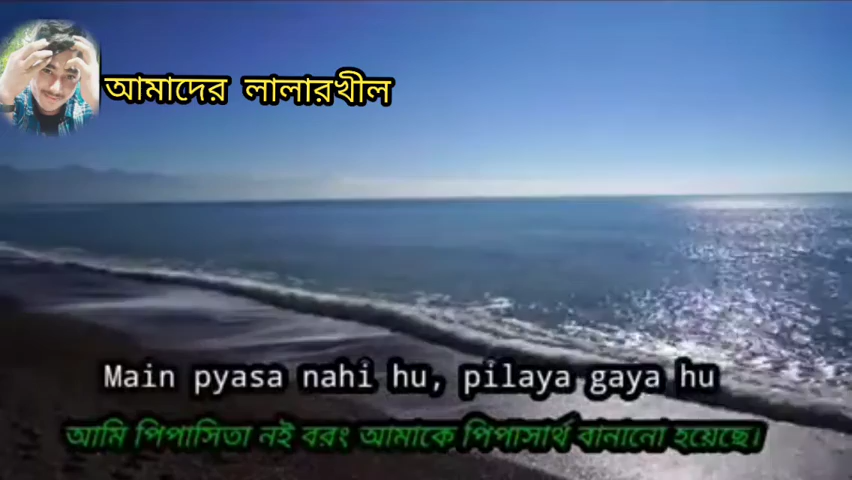 আমাদের লালারখীল
Main pyasa nahi hu, pilaya gaya hu
আমি পিপাসিতা নই বরং আমাকে পিপাসার্থ বানানো হয়েছে।